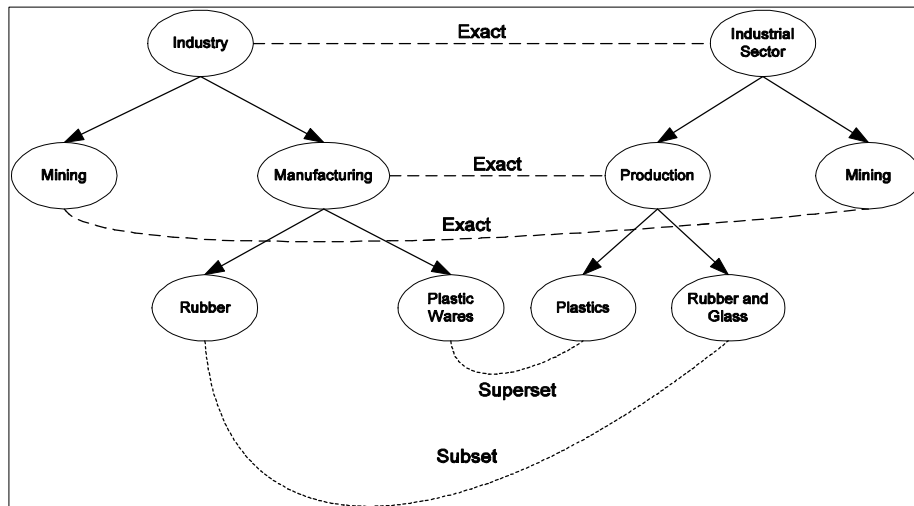 Exact
Industry
Industrial
Sector
Mining
Manufacturing
Exact
Production
Mining
Exact
Rubber
Plastic
Wares
Plastics
Rubber and
Glass
Superset
Subset